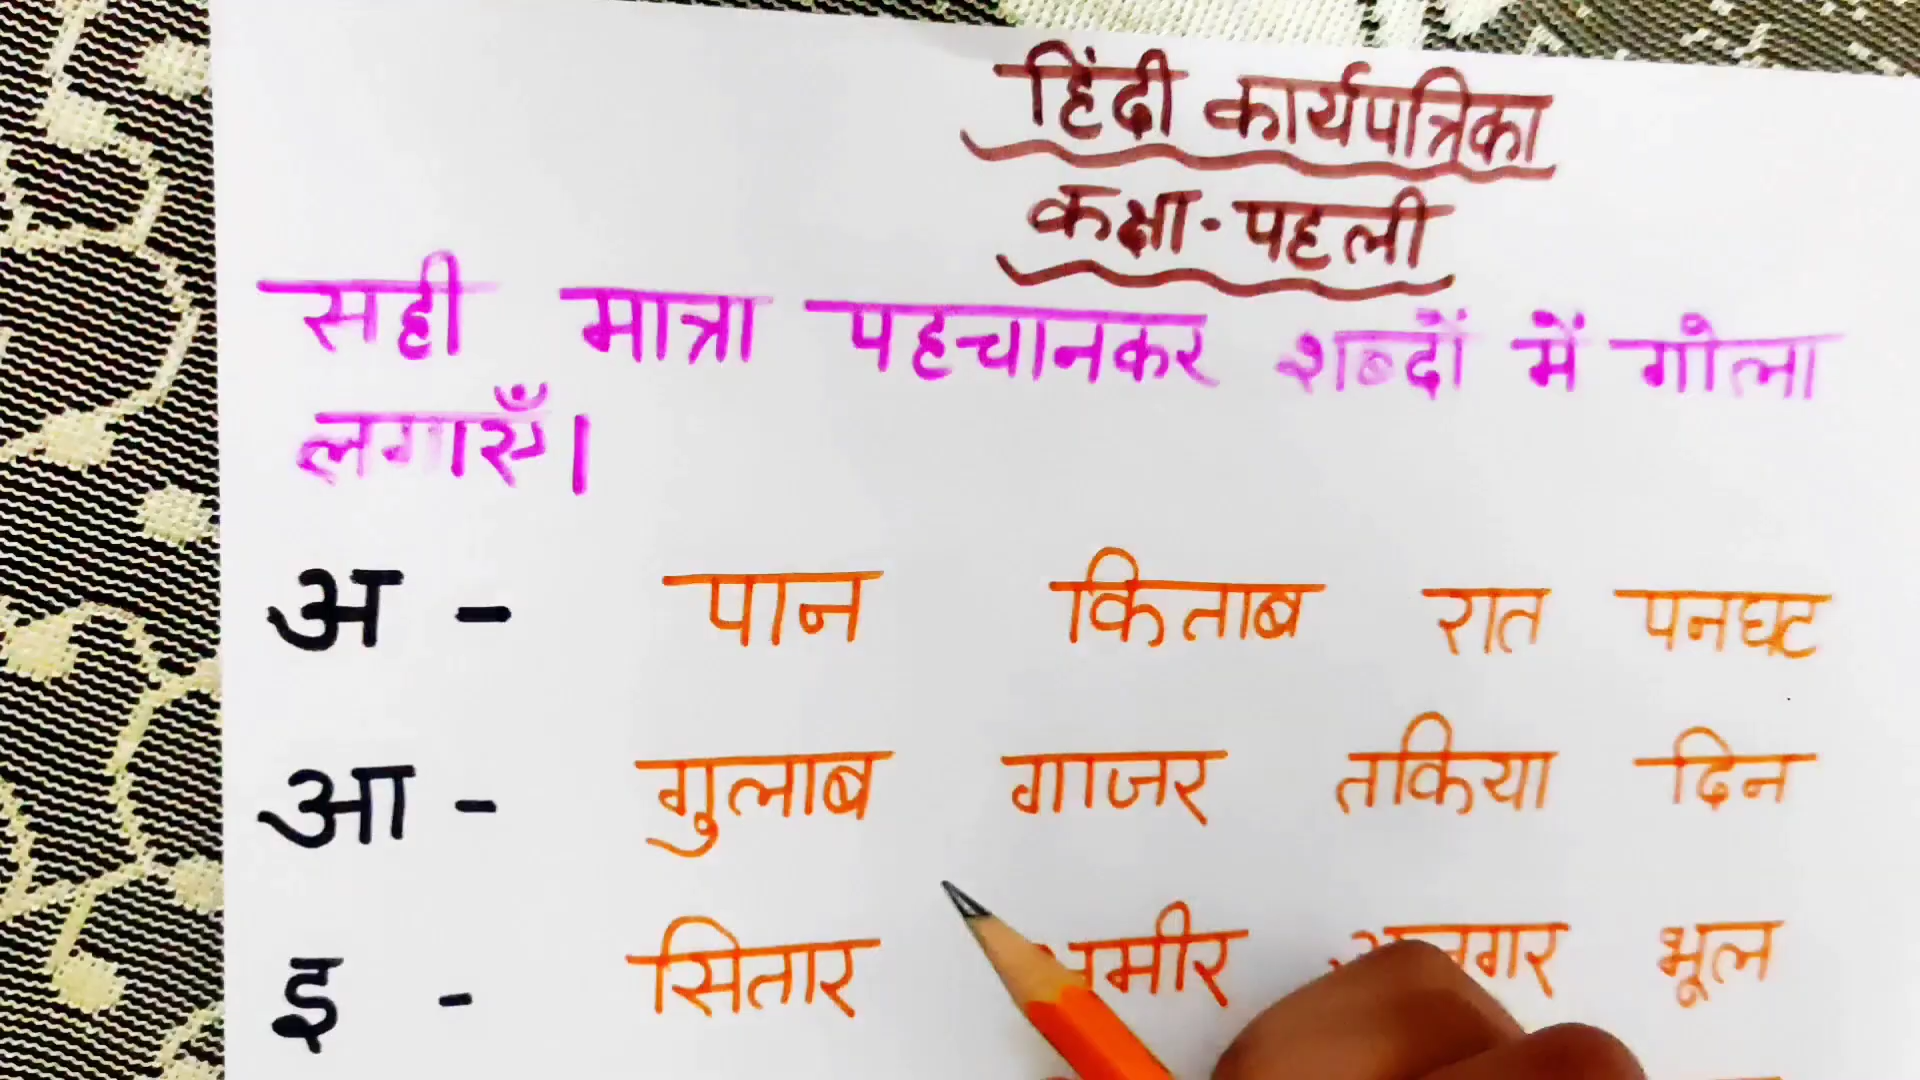 हिंदी कार्यपत्रिका
कक्षा - पहली
सही मात्रा पहचानकर शब्दों में गोला
लगाएँ।
अ - पान किताब रात पनघट
आ - गुलाब गाजर तकिया दिन
इ - सितार भूल